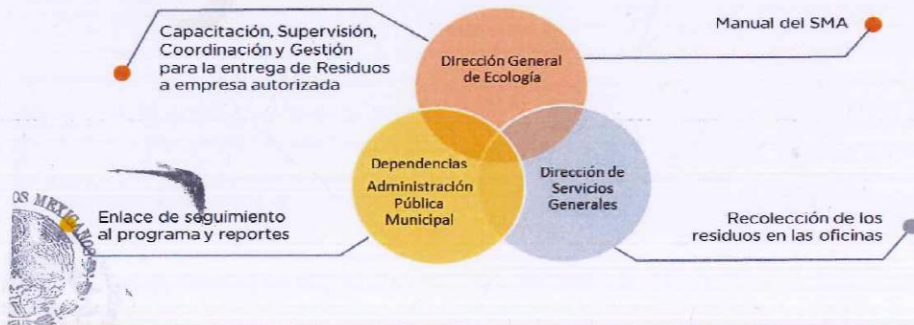 Capacitación, Supervisión,
Coordinación y Gestión
para la entrega de Residuos
a empresa autorizada
Manual del SMA
Dirección General
de Ecología
Dependencias
Administración
Pública
Municipal
Dirección de
Servicios
Generales
Enlace de seguimiento
al programa y reportes
Recolección de los
residuos en las oficinas
OS MEXICANOS